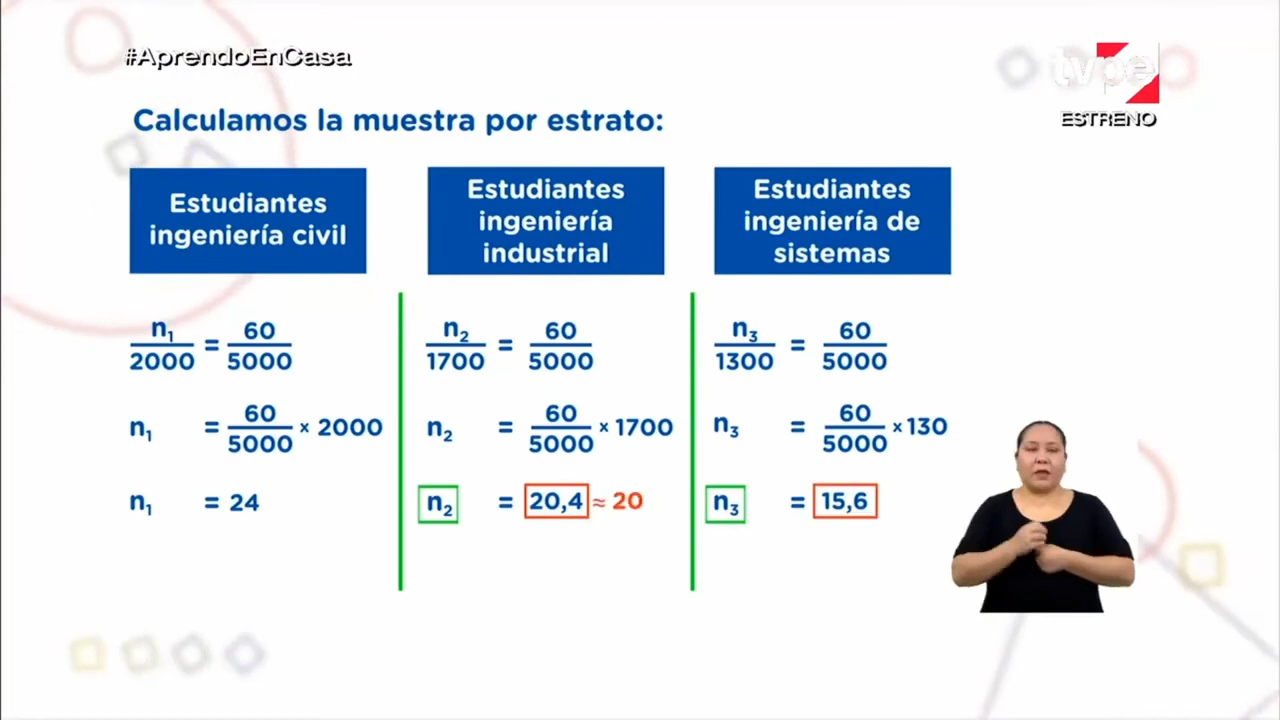 #AprendoEnCasa
tvpe
ESTRENO
Calculamos la muestra por estrato:
Estudiantes
ingeniería civil
n₁/2000 = 60/5000
n₁ = 60/5000 x 2000
n₁ = 24
Estudiantes
ingeniería
industrial
n₂/1700 = 60/5000
n₂ = 60/5000 x 1700
n₂ = 20,4 ≈ 20
Estudiantes
ingeniería de
sistemas
n₃/1300 = 60/5000
n₃ = 60/5000 x 130
n₃ = 15,6